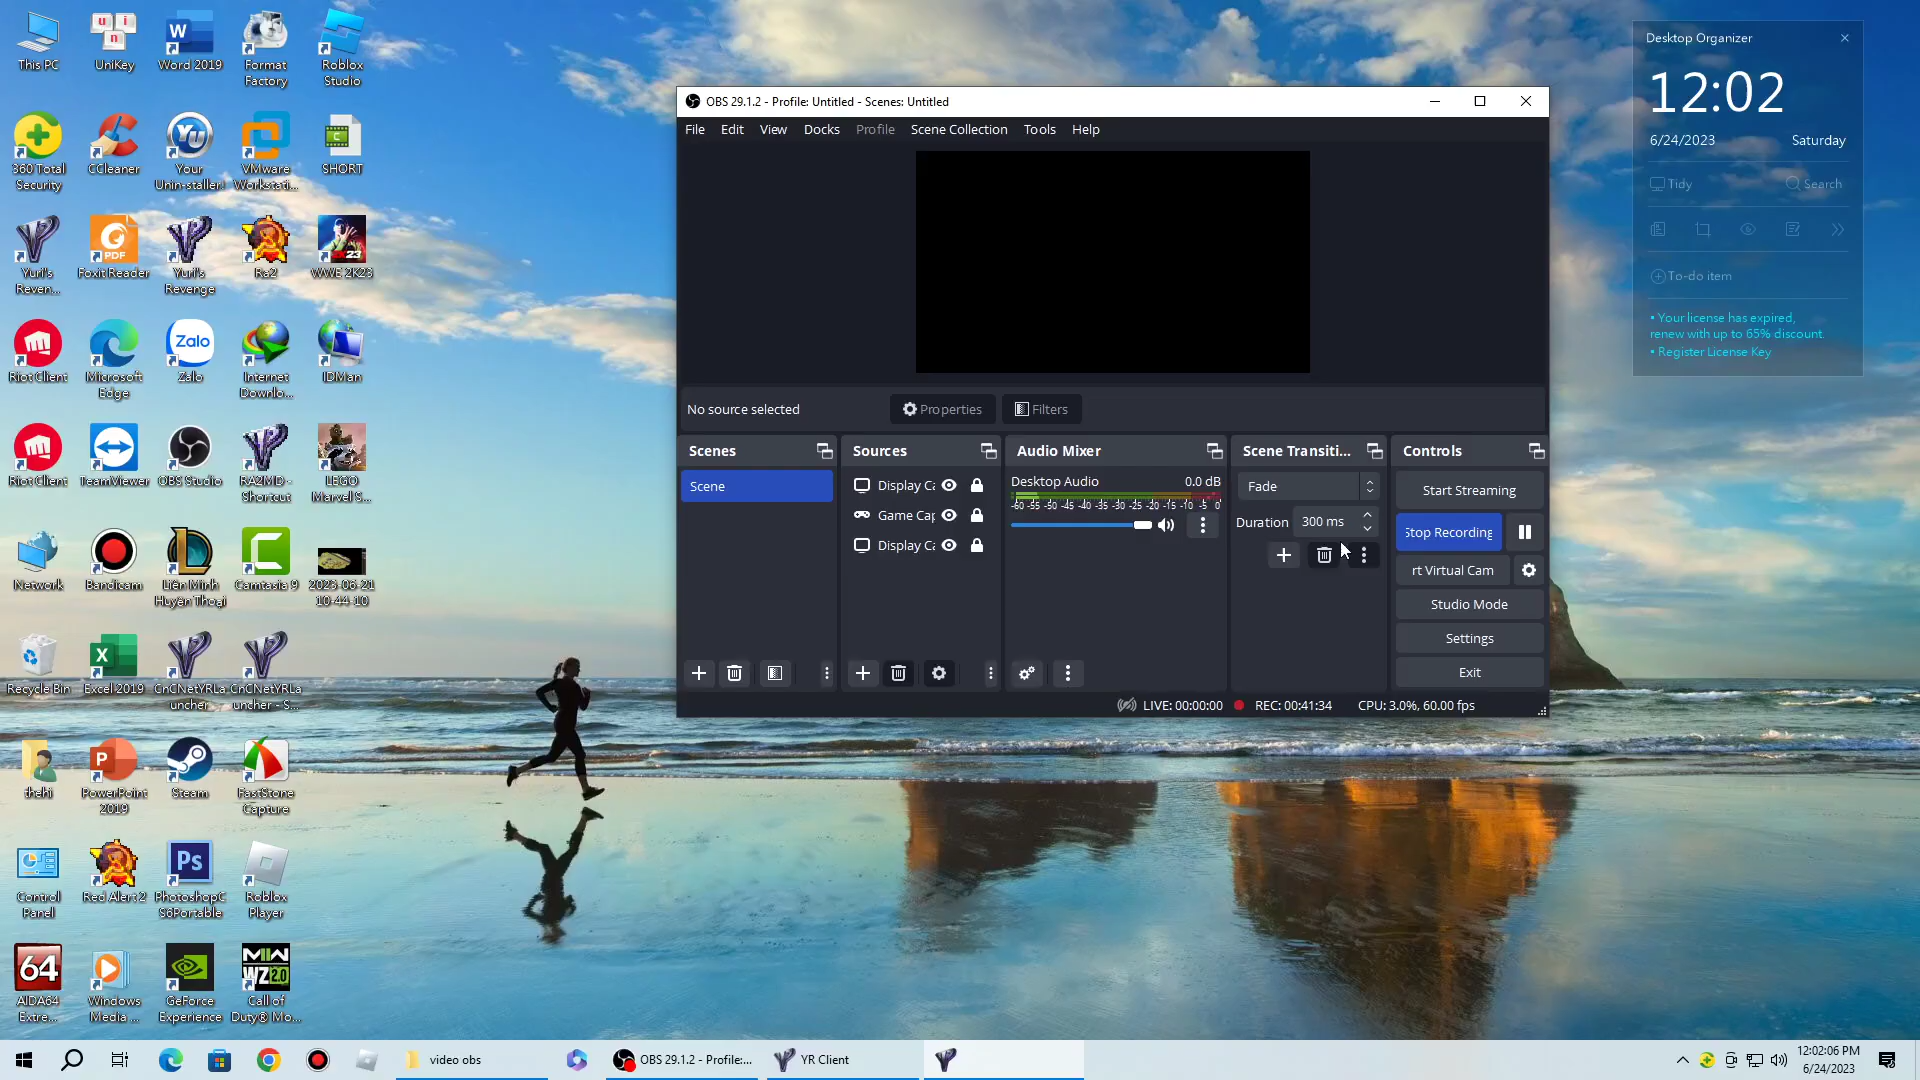 This PC
UniKey
Word 2019
Format
Factory
Roblox
Studio
360 Total
Security
CCleaner
Your
Unin-staller!
VMware
Workstati...
SHORT
Yuri's
Reven...
Foxit Reader
Yuri's
Revenge
Ra2
WWE 2K23
Riot Client
Microsoft
Edge
Zalo
Internet
Downlo...
IDMan
Riot Client
TeamViewer
OBS Studio
RA2MD -
Shortcut
LEGO
Marvel S...
Network
Bandicam
Liên Minh
Huyền Thoại
Camtasia 9
2023-06-21
10-44-10
Recycle Bin
Excel 2019
CnCNetYRLa
uncher
CnCNetYRLa
uncher - S...
thehi
PowerPoint
2019
Steam
FastStone
Capture
Control
Panel
Red Alert 2
PhotoshopC
S6Portable
Roblox
Player
AIDA64
Extre...
Windows
Media ...
GeForce
Experience
Call of
Duty® Mo...
OBS 29.1.2 - Profile: Untitled - Scenes: Untitled
File Edit View Docks Profile Scene Collection Tools Help
No source selected
Properties
Filters
Scenes
Scene
Sources
Display Ca
Game Cap
Display Ca
Audio Mixer
Desktop Audio 0.0 dB
-60 -55 -50 -45 -40 -35 -30 -25 -20 -15 -10 -5 0
Scene Transiti...
Fade
Duration 300 ms
Controls
Start Streaming
Stop Recording
rt Virtual Cam
Studio Mode
Settings
Exit
LIVE: 00:00:00 REC: 00:41:34 CPU: 3.0%, 60.00 fps
Desktop Organizer
12:02
6/24/2023 Saturday
Tidy Search
To-do item
• Your license has expired,
renew with up to 65% discount.
• Register License Key
video obs
OBS 29.1.2 - Profile:...
YR Client
12:02:06 PM
6/24/2023